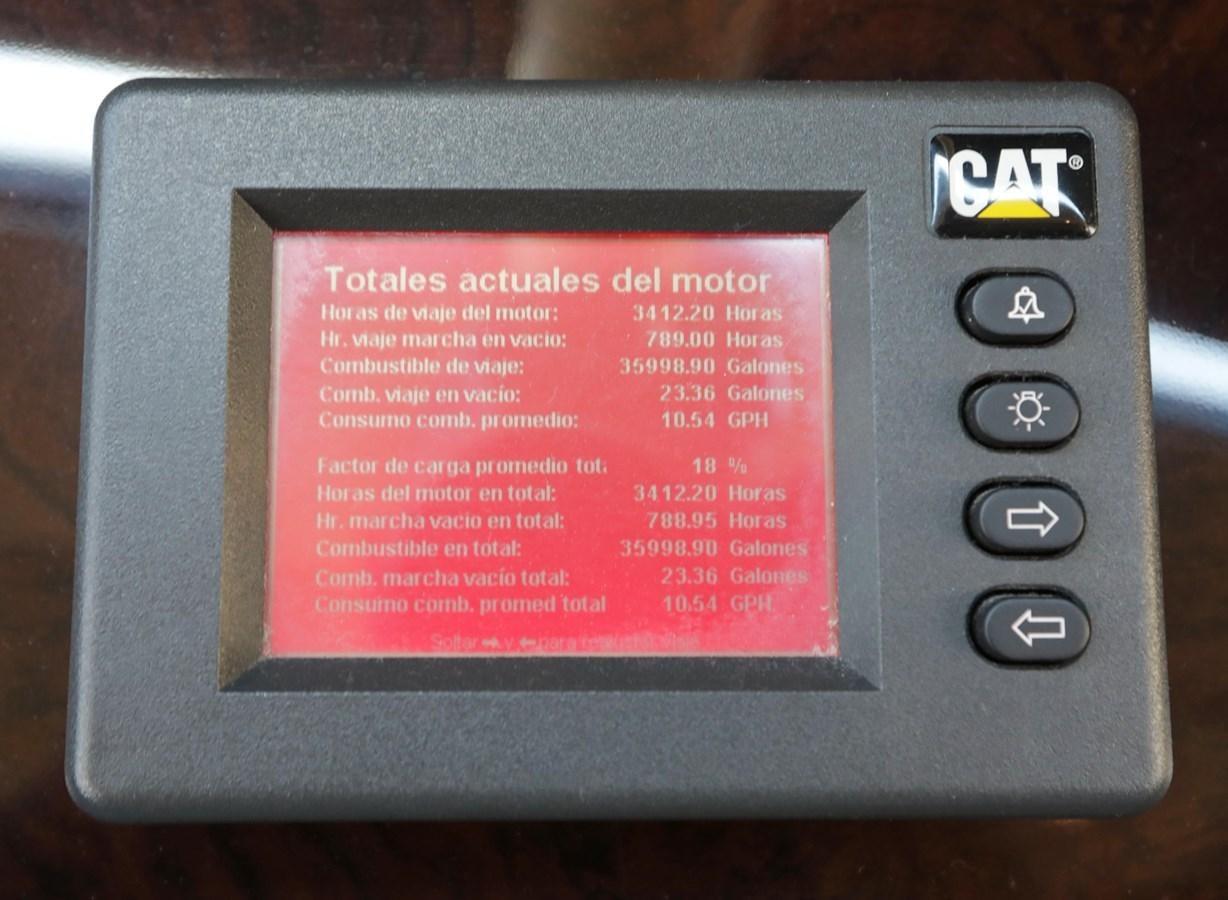 CAT®
Totales actuales del motor
Horas de viaje del motor: 3412.20 Horas
Hr. viaje marcha en vacío: 789.00 Horas
Combustible de viaje: 35998.90 Galones
Comb. viaje en vacío: 23.36 Galones
Consumo comb. promedio: 10.54 GPH
Factor de carga promedio tot. 18 %
Horas del motor en total: 3412.20 Horas
Hr. marcha vacio en total: 788.95 Horas
Combustible en total: 35998.90 Galones
Comb. marcha vacío total: 23.36 Galones
Consumo comb. promed total 10.54 GPH
Soltar ➡ y ⬅ para